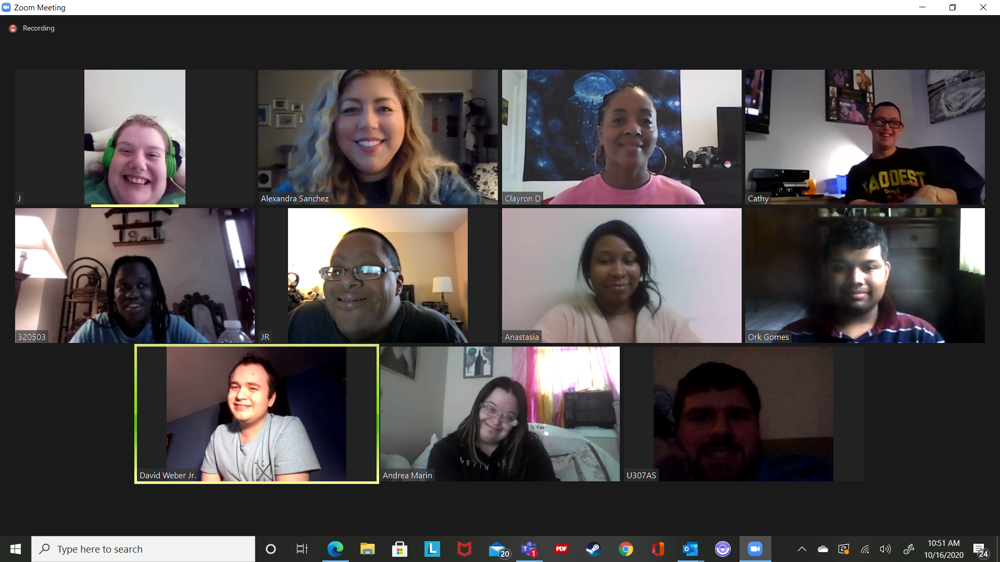 Zoom Meeting
Recording
J
Alexandra Sanchez
Clayron D
Cathy
320503
JR
Anastasia
Ork Gomes
David Weber Jr.
Andrea Marin
U307AS
Type here to search
L
20
T
1
PDF
10:51 AM
10/16/2020
24